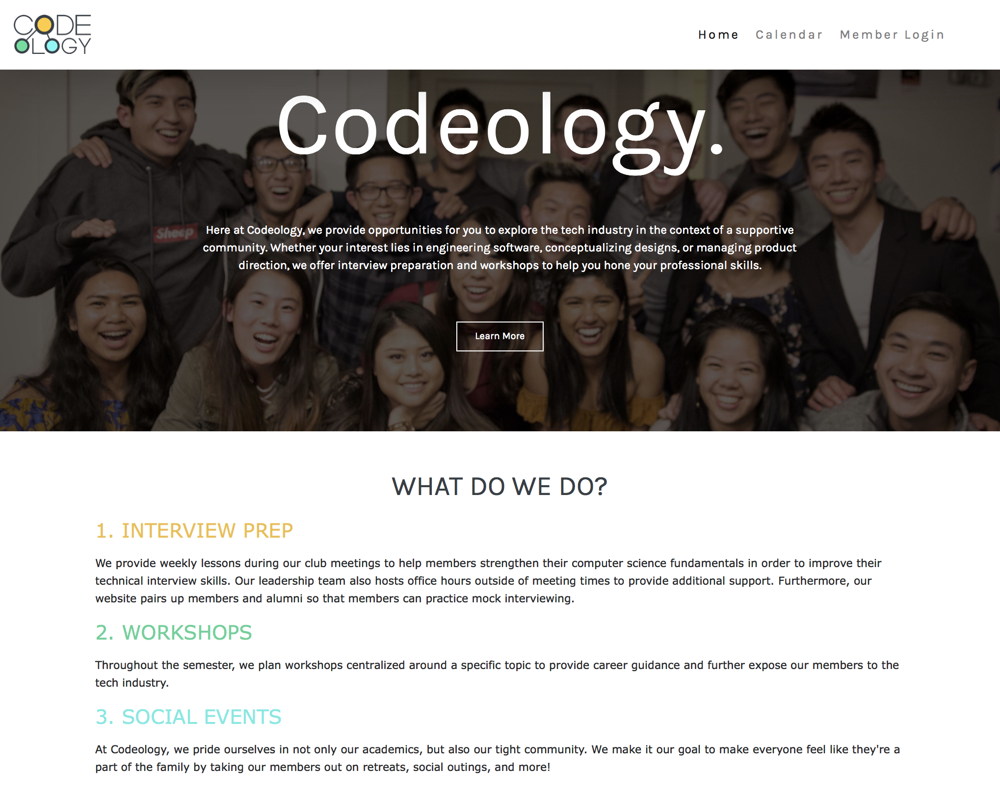 CODE
OLOGY
Home Calendar Member Login
Codeology.
Sheep
Here at Codeology, we provide opportunities for you to explore the tech industry in the context of a supportive
community. Whether your interest lies in engineering software, conceptualizing designs, or managing product
direction, we offer interview preparation and workshops to help you hone your professional skills.
Learn More
WHAT DO WE DO?
1. INTERVIEW PREP
We provide weekly lessons during our club meetings to help members strengthen their computer science fundamentals in order to improve their
technical interview skills. Our leadership team also hosts office hours outside of meeting times to provide additional support. Furthermore, our
website pairs up members and alumni so that members can practice mock interviewing.
2. WORKSHOPS
Throughout the semester, we plan workshops centralized around a specific topic to provide career guidance and further expose our members to the
tech industry.
3. SOCIAL EVENTS
At Codeology, we pride ourselves in not only our academics, but also our tight community. We make it our goal to make everyone feel like they're a
part of the family by taking our members out on retreats, social outings, and more!